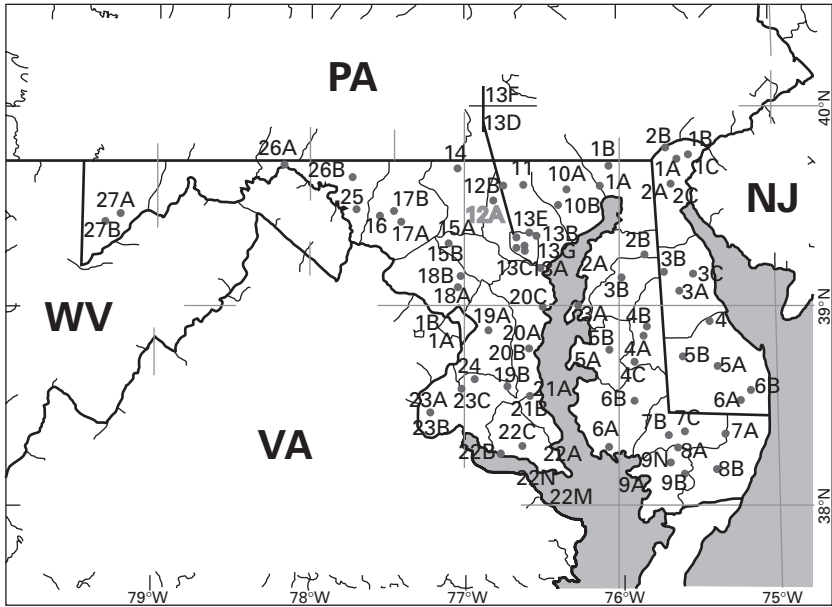 PA
13F
13D
40°N
26A
14
2B
1B
1B
26B
11
10A
1A
1C
12B
1A
2A
2C
NJ
27A
25
17B
12A
10B
27B
16
17A
13E
13B
15A
13G
2B
15B
13C
13A
2A
3B
3C
18B
3B
3A
WV
18A
20C
39°N
19A
3A
4B
4
1B
20A
5B
1A
20B
4A
5B
5A
5A
24
19B
4C
21A
6B
23A
23C
21B
6B
6A
23B
22C
6A
7B
7C
7A
VA
22B
22A
9N
8A
8B
22N
9A
9B
22M
38°N
79°W
78°W
77°W
76°W
75°W